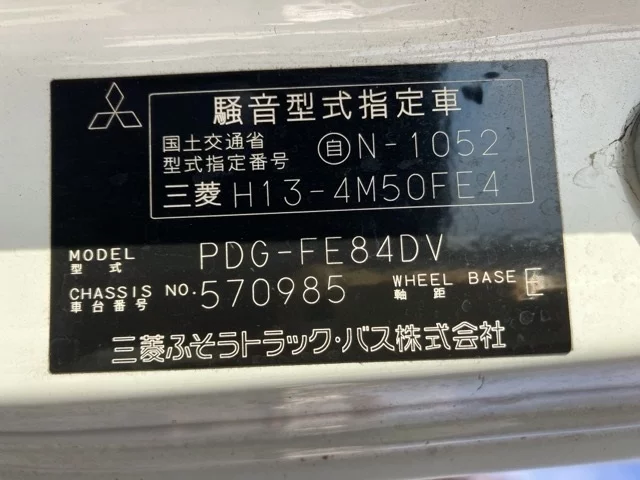 騒音型式指定車
国土交通省
型式指定番号 自N-1052
三菱 H13-4M50FE4
MODEL
型式 PDG-FE84DV
CHASSIS NO.
車台番号 570985 WHEEL BASE
軸距 E
三菱ふそうトラック・バス株式会社